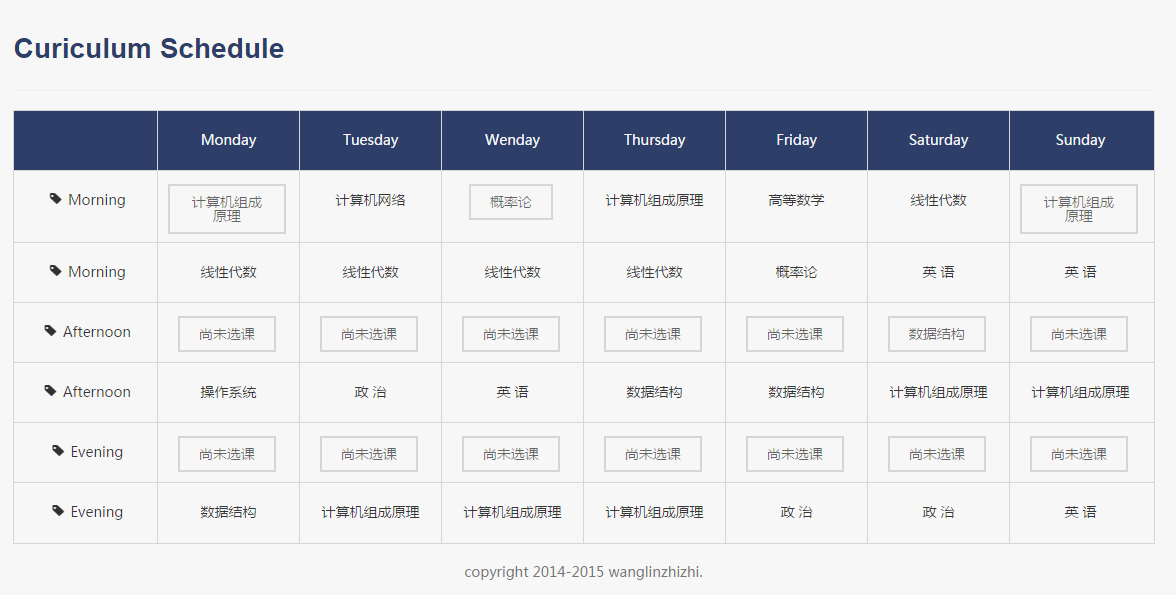 Curiculum Schedule
Monday Tuesday Wenday Thursday Friday Saturday Sunday
Morning 计算机组成原理 计算机网络 概率论 计算机组成原理 高等数学 线性代数 计算机组成原理
Morning 线性代数 线性代数 线性代数 线性代数 概率论 英 语 英 语
Afternoon 尚未选课 尚未选课 尚未选课 尚未选课 尚未选课 数据结构 尚未选课
Afternoon 操作系统 政 治 英 语 数据结构 数据结构 计算机组成原理 计算机组成原理
Evening 尚未选课 尚未选课 尚未选课 尚未选课 尚未选课 尚未选课 尚未选课
Evening 数据结构 计算机组成原理 计算机组成原理 计算机组成原理 政 治 政 治 英 语
copyright 2014-2015 wanglinzhizhi.